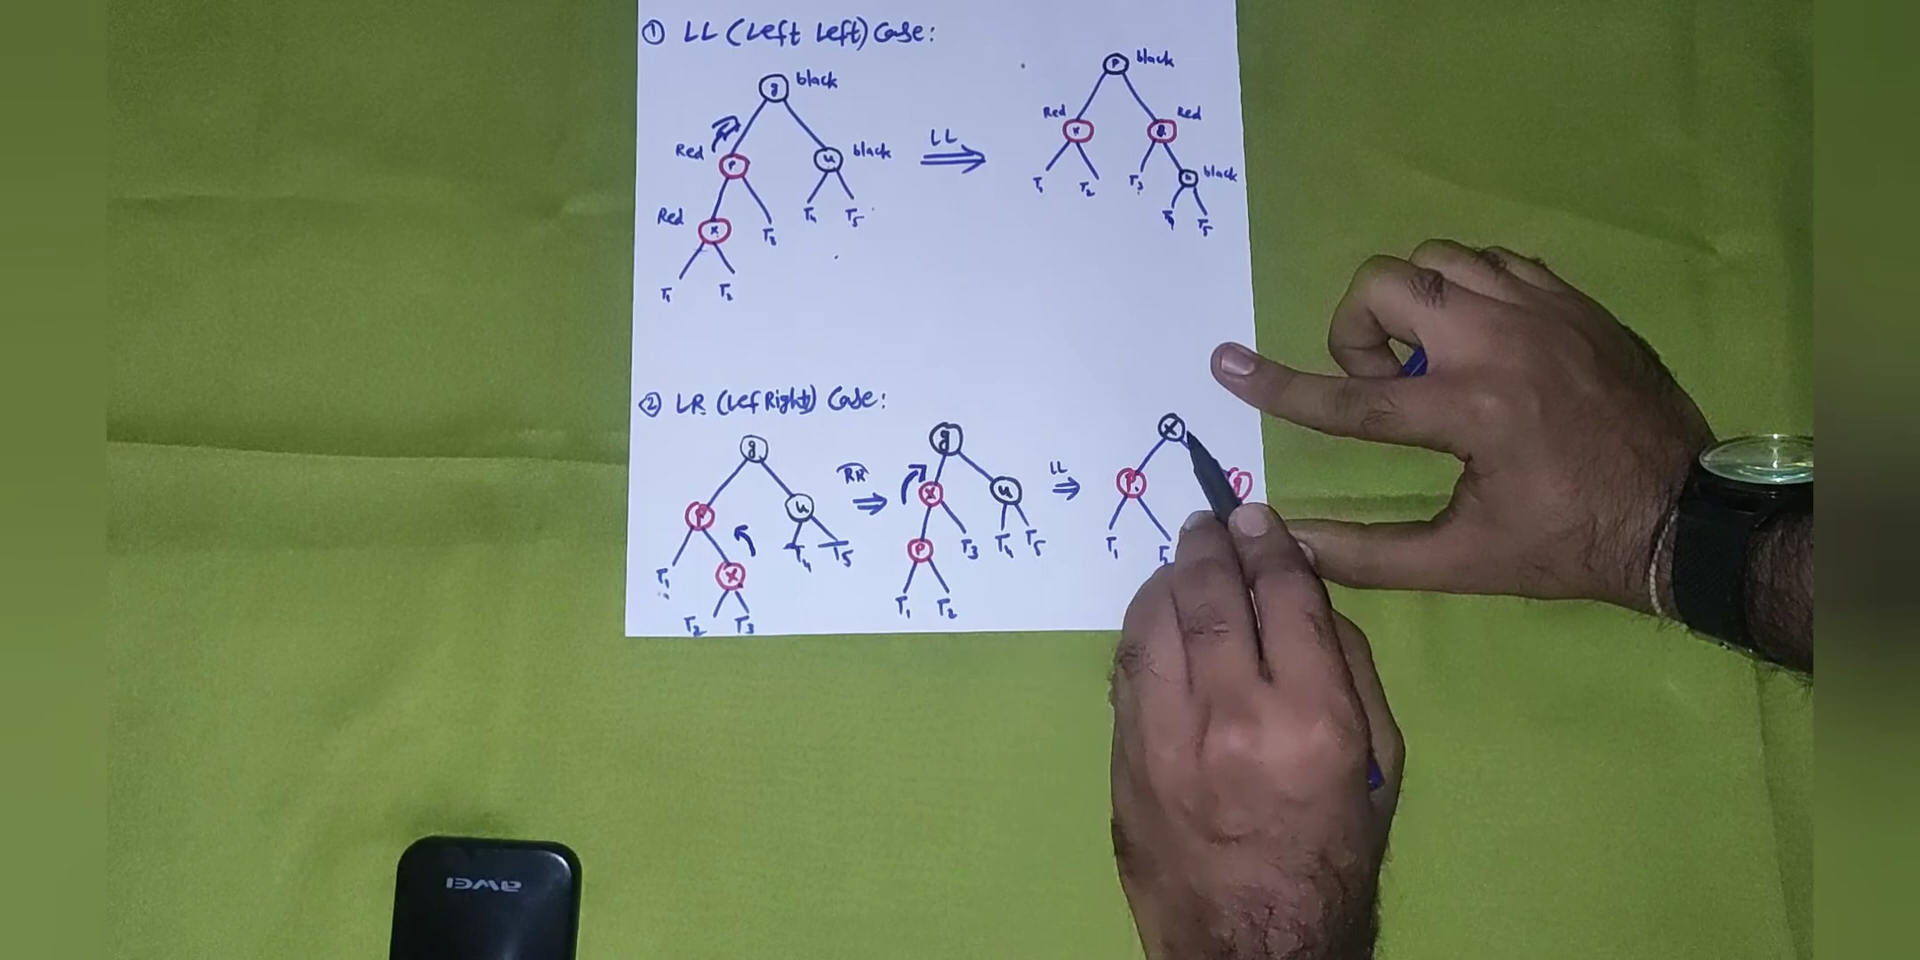 ① LL (Left Left) Case:
g black
Red P
u black
Red x
T3
T4 T5
T1 T2
LL
P black
Red x
Red g
T1 T2 T3
u black
T4 T5
② LR (Lef Right) Case:
g
P
u
T1
x
T4 T5
T2 T3
RR
g
x
u
P
T3 T4 T5
T1 T2
LL
x
P
g
T1
awei